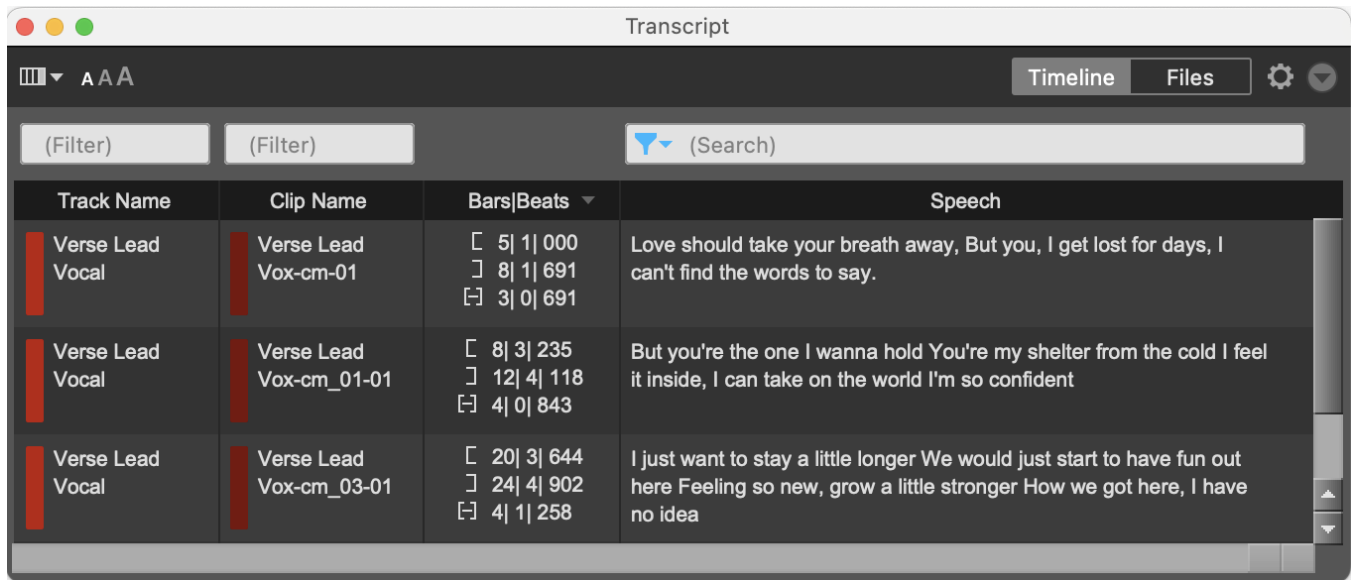 Transcript
A A A
Timeline Files
(Filter) (Filter) (Search)
Track Name Clip Name Bars|Beats Speech
Verse Lead
Vocal
Verse Lead
Vox-cm-01
5| 1| 000
8| 1| 691
3| 0| 691
Love should take your breath away, But you, I get lost for days, I
can't find the words to say.
Verse Lead
Vocal
Verse Lead
Vox-cm_01-01
8| 3| 235
12| 4| 118
4| 0| 843
But you're the one I wanna hold You're my shelter from the cold I feel
it inside, I can take on the world I'm so confident
Verse Lead
Vocal
Verse Lead
Vox-cm_03-01
20| 3| 644
24| 4| 902
4| 1| 258
I just want to stay a little longer We would just start to have fun out
here Feeling so new, grow a little stronger How we got here, I have
no idea